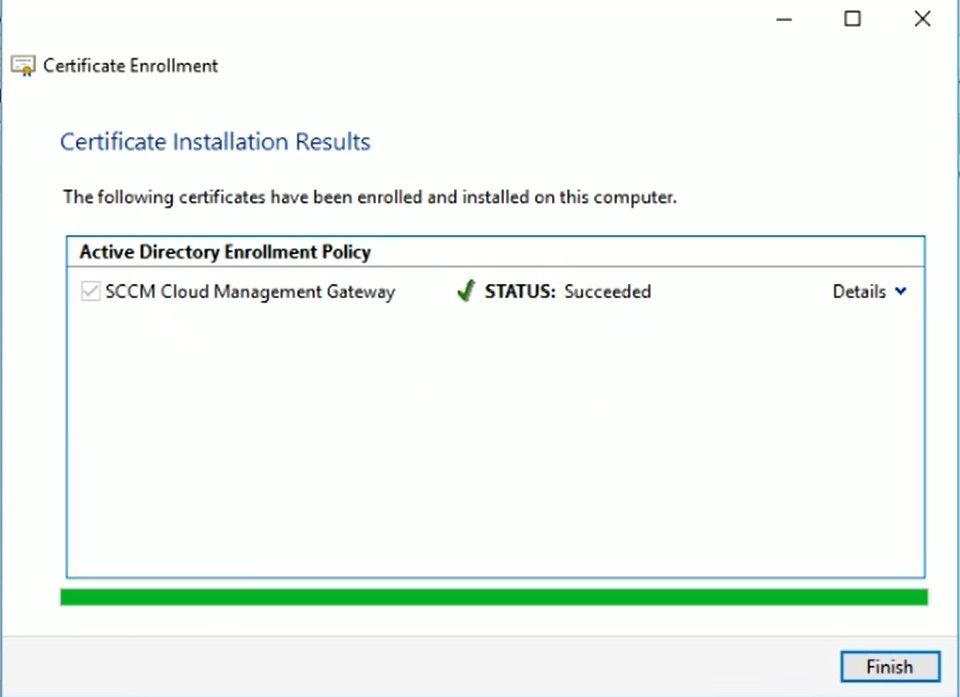 Certificate Enrollment
Certificate Installation Results
The following certificates have been enrolled and installed on this computer.
Active Directory Enrollment Policy
SCCM Cloud Management Gateway STATUS: Succeeded Details
Finish